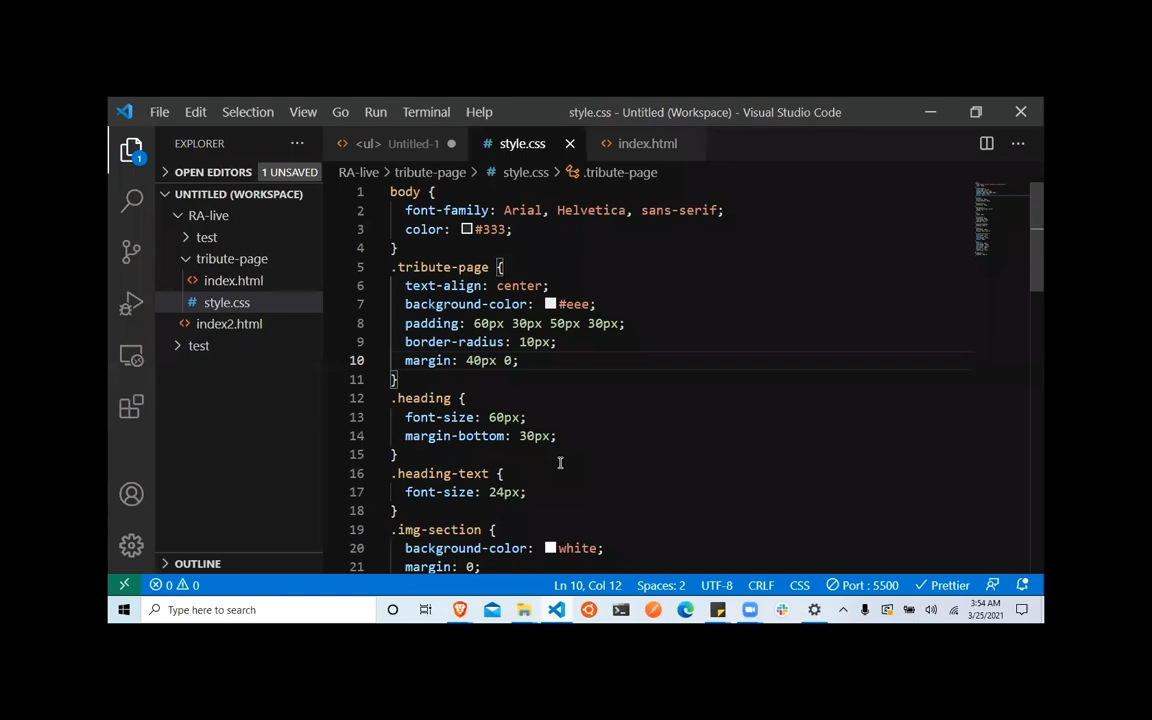 File Edit Selection View Go Run Terminal Help style.css - Untitled (Workspace) - Visual Studio Code
EXPLORER
<ul> Untitled-1
# style.css
index.html
1
OPEN EDITORS 1 UNSAVED
UNTITLED (WORKSPACE)
RA-live
test
tribute-page
index.html
# style.css
index2.html
test
OUTLINE
RA-live > tribute-page > # style.css > .tribute-page
1 body {
2 font-family: Arial, Helvetica, sans-serif;
3 color: #333;
4 }
5 .tribute-page {
6 text-align: center;
7 background-color: #eee;
8 padding: 60px 30px 50px 30px;
9 border-radius: 10px;
10 margin: 40px 0;
11 }
12 .heading {
13 font-size: 60px;
14 margin-bottom: 30px;
15 }
16 .heading-text {
17 font-size: 24px;
18 }
19 .img-section {
20 background-color: white;
21 margin: 0;
0 0 Ln 10, Col 12 Spaces: 2 UTF-8 CRLF CSS Port : 5500 Prettier
Type here to search
3:54 AM
3/25/2021